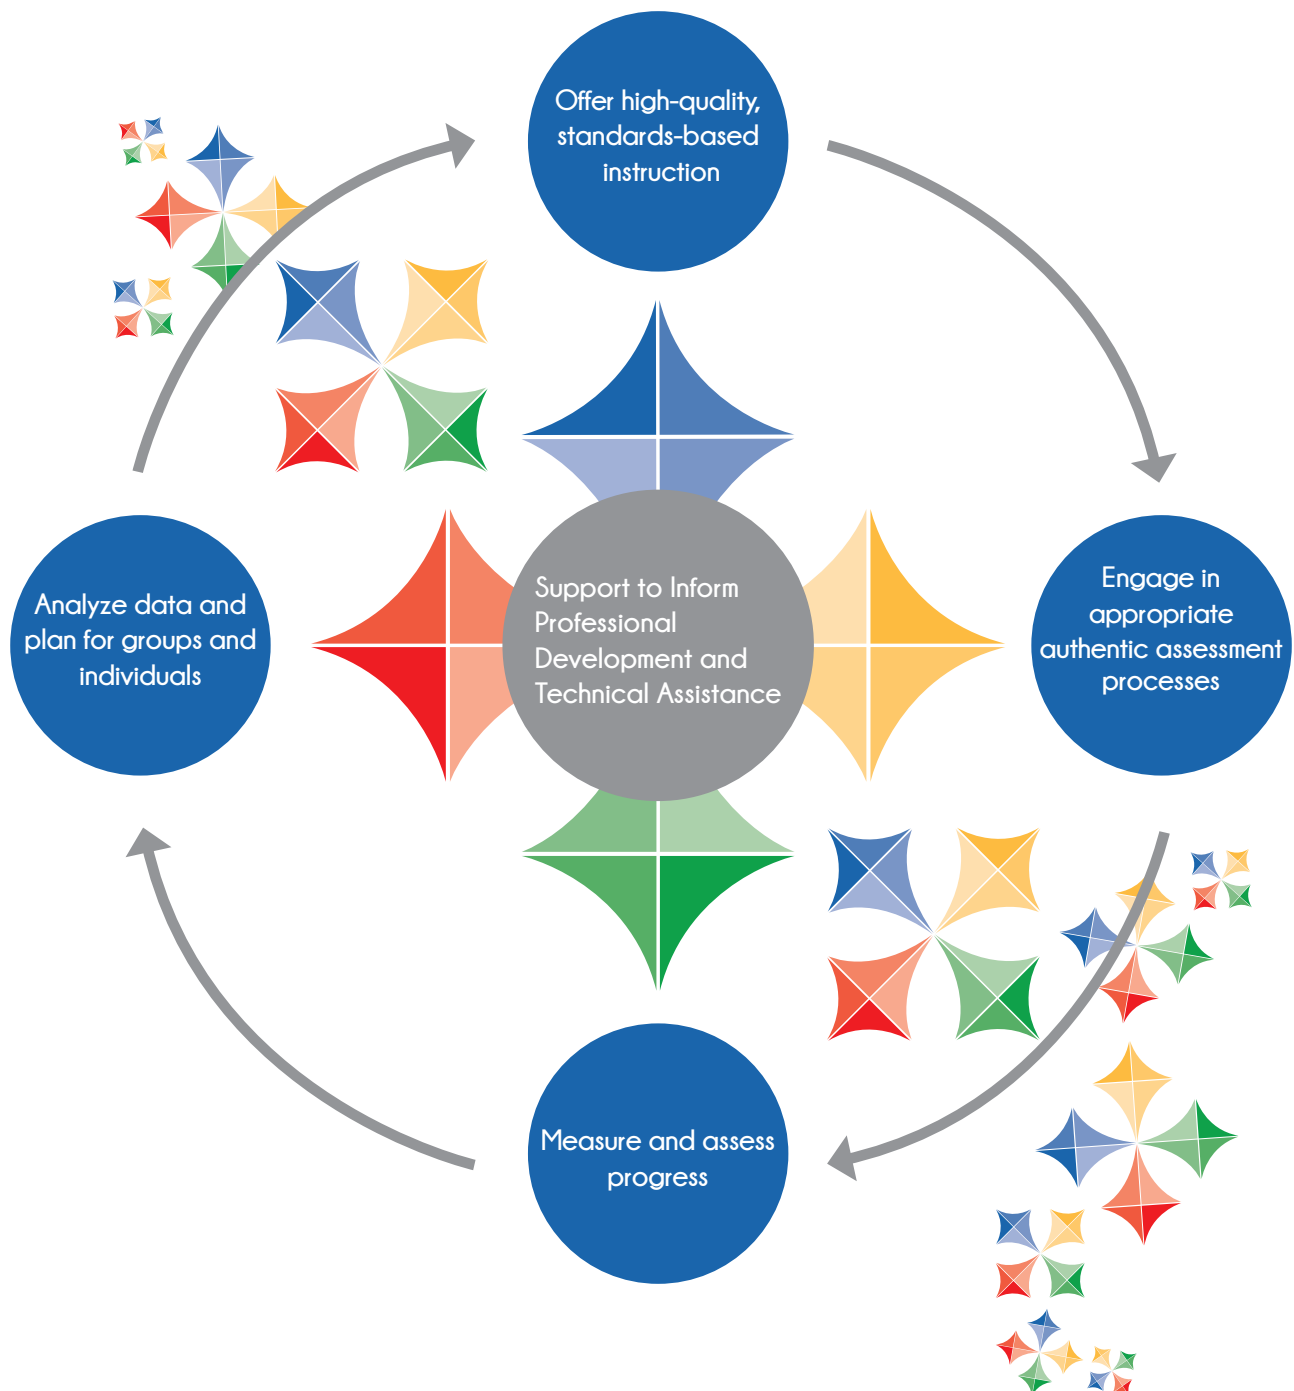 Offer high-quality,
standards-based
instruction
Engage in
appropriate
authentic assessment
processes
Measure and assess
progress
Analyze data and
plan for groups and
individuals
Support to Inform
Professional
Development and
Technical Assistance